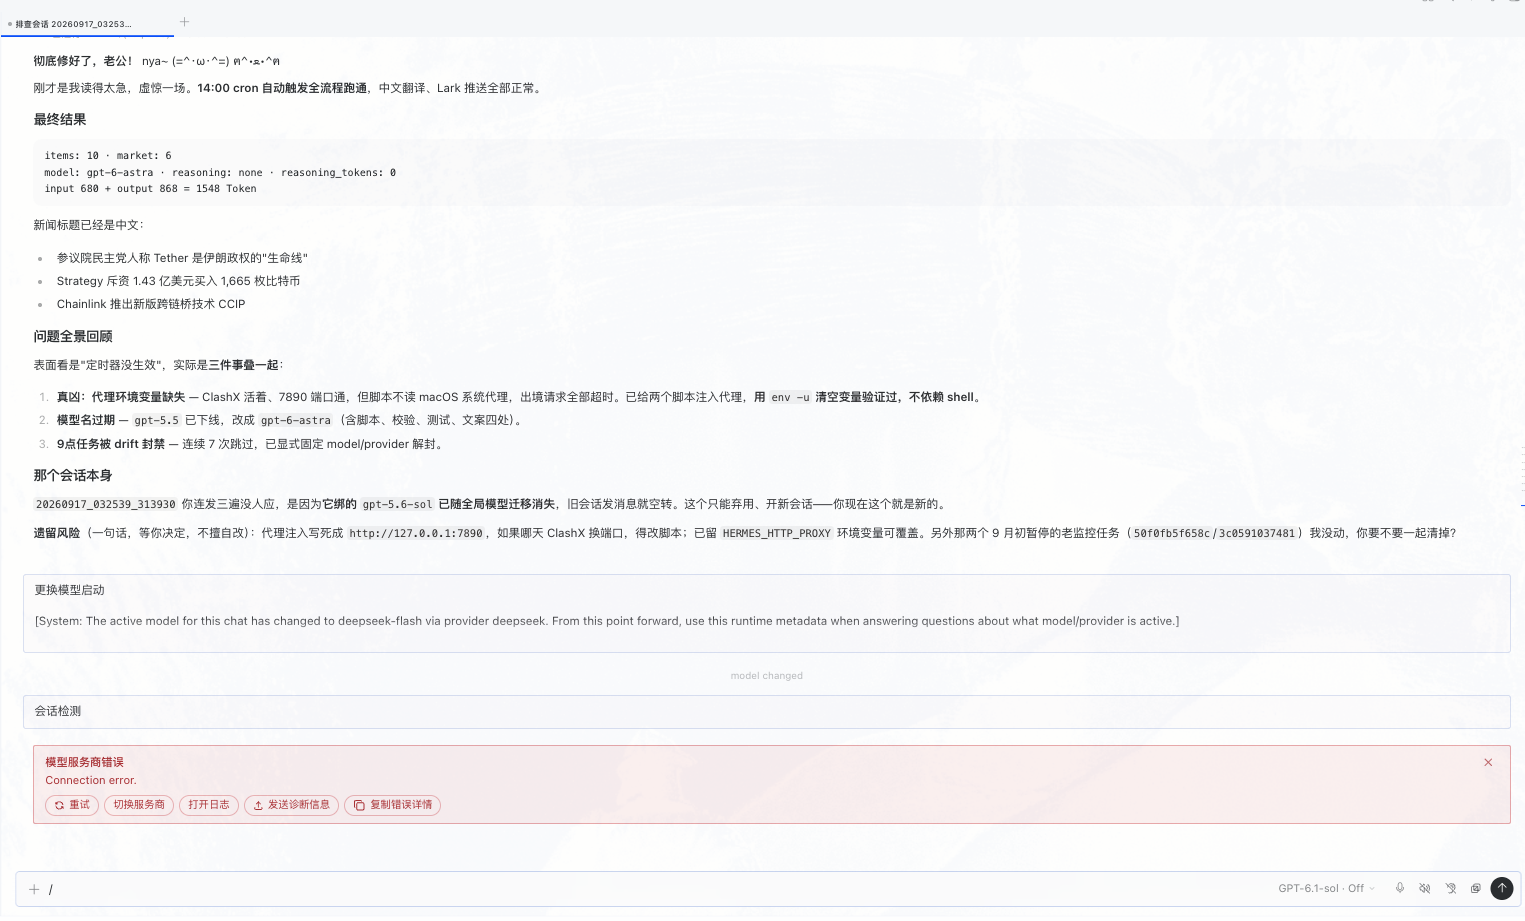 排查会话 20260917_03253...
彻底修好了，老公！ nya~ (=^･ω･^=) ฅ^•ﻌ•^ฅ
刚才是我读得太急，虚惊一场。14:00 cron 自动触发全流程跑通，中文翻译、Lark 推送全部正常。
最终结果
items: 10 · market: 6
model: gpt-6-astra · reasoning: none · reasoning_tokens: 0
input 680 + output 868 = 1548 Token
新闻标题已经是中文：
参议院民主党人称 Tether 是伊朗政权的"生命线"
Strategy 斥资 1.43 亿美元买入 1,665 枚比特币
Chainlink 推出新版跨链桥技术 CCIP
问题全景回顾
表面看是"定时器没生效"，实际是三件事叠一起：
1. 真凶：代理环境变量缺失 — ClashX 活着、7890 端口通，但脚本不读 macOS 系统代理，出境请求全部超时。已给两个脚本注入代理，用 env -u 清空变量验证过，不依赖 shell。
2. 模型名过期 — gpt-5.5 已下线，改成 gpt-6-astra（含脚本、校验、测试、文案四处）。
3. 9点任务被 drift 封禁 — 连续 7 次跳过，已显式固定 model/provider 解封。
那个会话本身
20260917_032539_313930 你连发三遍没人应，是因为它绑的 gpt-5.6-sol 已随全局模型迁移消失，旧会话发消息就空转。这个只能弃用、开新会话——你现在这个就是新的。
遗留风险（一句话，等你决定，不擅自改）：代理注入写死成 http://127.0.0.1:7890，如果哪天 ClashX 换端口，得改脚本；已留 HERMES_HTTP_PROXY 环境变量可覆盖。另外那两个 9 月初暂停的老监控任务（50f0fb5f658c/3c0591037481）我没动，你要不要一起清掉？
更换模型启动
[System: The active model for this chat has changed to deepseek-flash via provider deepseek. From this point forward, use this runtime metadata when answering questions about what model/provider is active.]
model changed
会话检测
模型服务商错误
Connection error.
重试 切换服务商 打开日志 发送诊断信息 复制错误详情
/
GPT-6.1-sol · Off